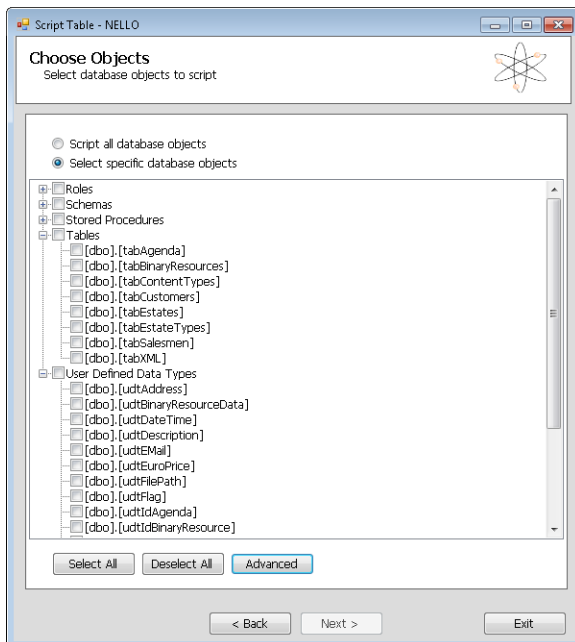 Script Table - NELLO
Choose Objects
Select database objects to script
Script all database objects
Select specific database objects
Roles
Schemas
Stored Procedures
Tables
[dbo].[tabAgenda]
[dbo].[tabBinaryResources]
[dbo].[tabContentTypes]
[dbo].[tabCustomers]
[dbo].[tabEstates]
[dbo].[tabEstateTypes]
[dbo].[tabSalesmen]
[dbo].[tabXML]
User Defined Data Types
[dbo].[udtAddress]
[dbo].[udtBinaryResourceData]
[dbo].[udtDateTime]
[dbo].[udtDescription]
[dbo].[udtEMail]
[dbo].[udtEuroPrice]
[dbo].[udtFilePath]
[dbo].[udtFlag]
[dbo].[udtIdAgenda]
[dbo].[udtIdBinaryResource]
Select All Deselect All Advanced
< Back Next > Exit